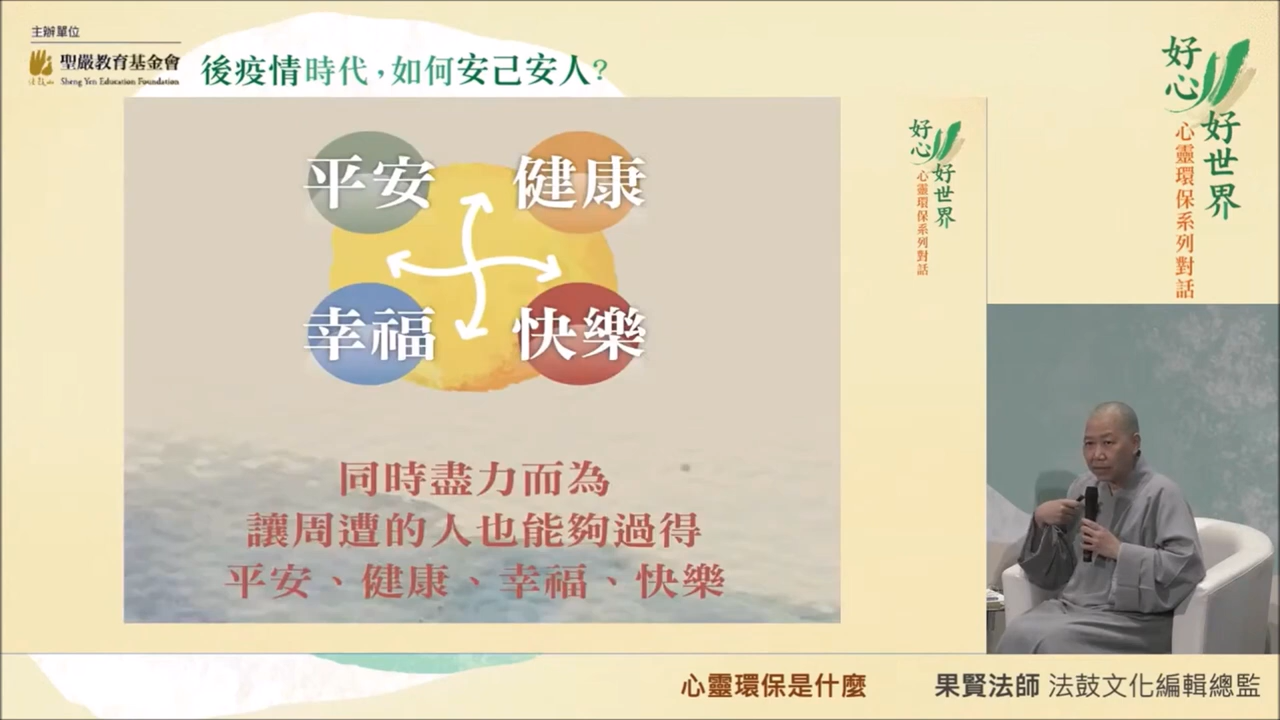 主辦單位
聖嚴教育基金會
Sheng Yen Education Foundation
後疫情時代,如何安己安人?
平安 健康
幸福 快樂
同時盡力而為
讓周遭的人也能夠過得
平安、健康、幸福、快樂
好心
好世界
心靈環保系列對話
好心
好世界
心靈環保系列對話
心靈環保是什麼
果賢法師 法鼓文化編輯總監